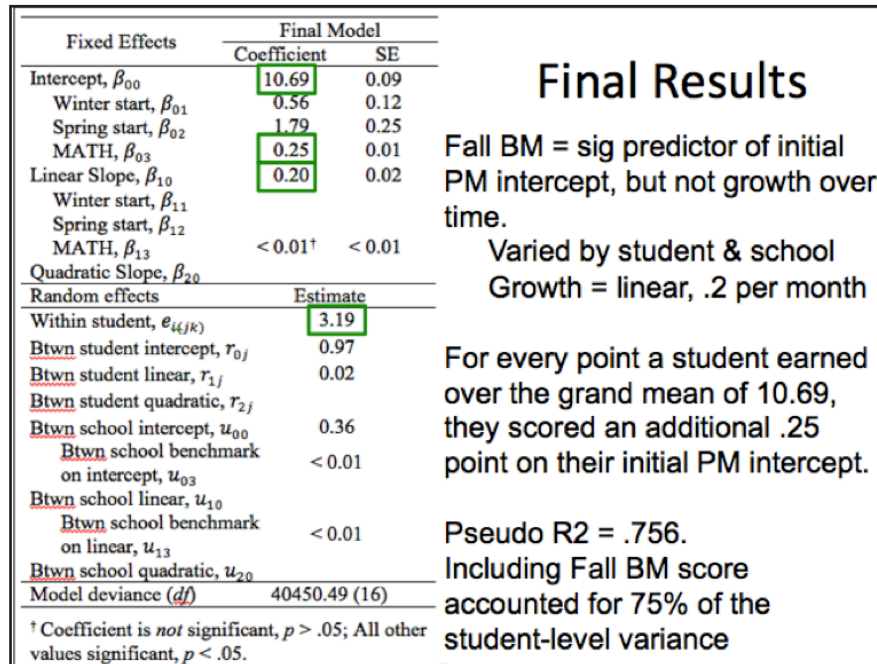 Fixed Effects
Final Model
Coefficient SE
Intercept, β₀₀ 10.69 0.09
Winter start, β₀₁ 0.56 0.12
Spring start, β₀₂ 1.79 0.25
MATH, β₀₃ 0.25 0.01
Linear Slope, β₁₀ 0.20 0.02
Winter start, β₁₁
Spring start, β₁₂
MATH, β₁₃ < 0.01† < 0.01
Quadratic Slope, β₂₀
Random effects Estimate
Within student, e_i(jk) 3.19
Btwn student intercept, r₀ⱼ 0.97
Btwn student linear, r₁ⱼ 0.02
Btwn student quadratic, r₂ⱼ
Btwn school intercept, u₀₀ 0.36
Btwn school benchmark
on intercept, u₀₃ < 0.01
Btwn school linear, u₁₀
Btwn school benchmark
on linear, u₁₃ < 0.01
Btwn school quadratic, u₂₀
Model deviance (df) 40450.49 (16)
† Coefficient is not significant, p > .05; All other
values significant, p < .05.
Final Results
Fall BM = sig predictor of initial
PM intercept, but not growth over
time.
Varied by student & school
Growth = linear, .2 per month
For every point a student earned
over the grand mean of 10.69,
they scored an additional .25
point on their initial PM intercept.
Pseudo R2 = .756.
Including Fall BM score
accounted for 75% of the
student-level variance